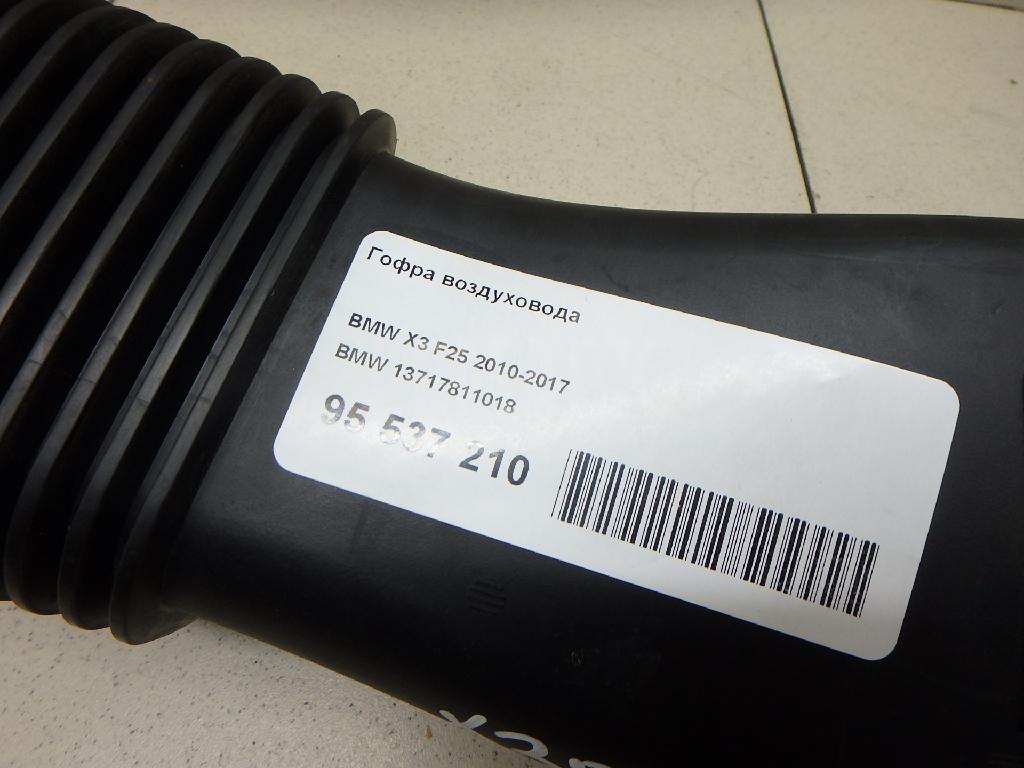 Гофра воздуховода
BMW X3 F25 2010-2017
BMW 13717811018
95 537 210